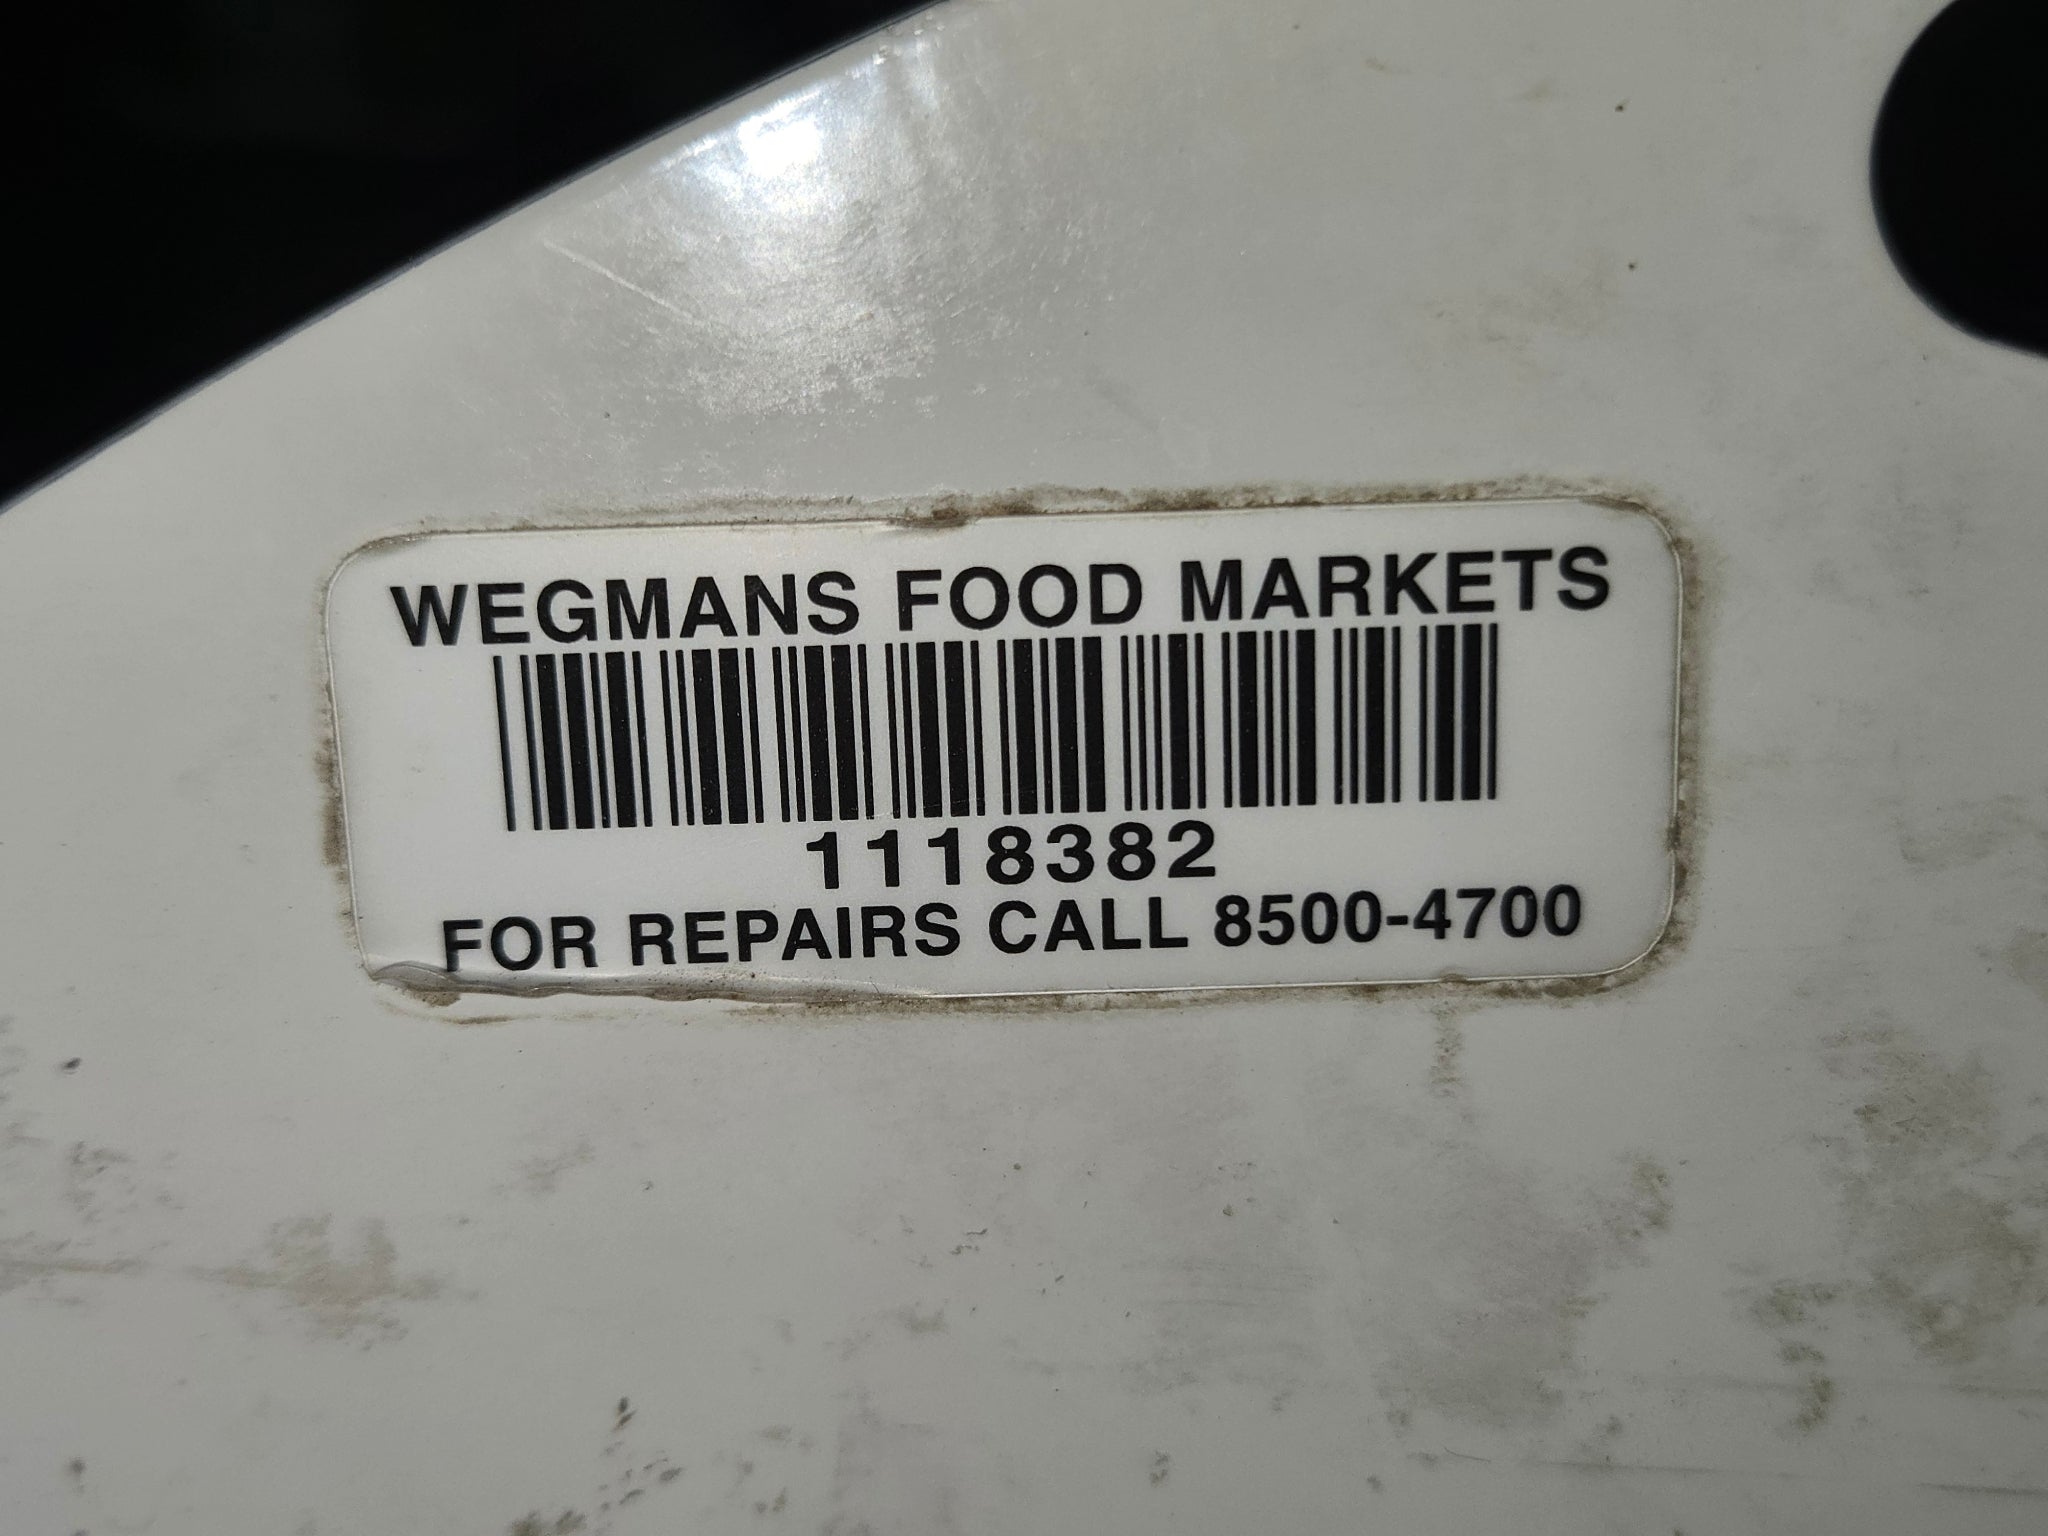 WEGMANS FOOD MARKETS
1118382
FOR REPAIRS CALL 8500-4700